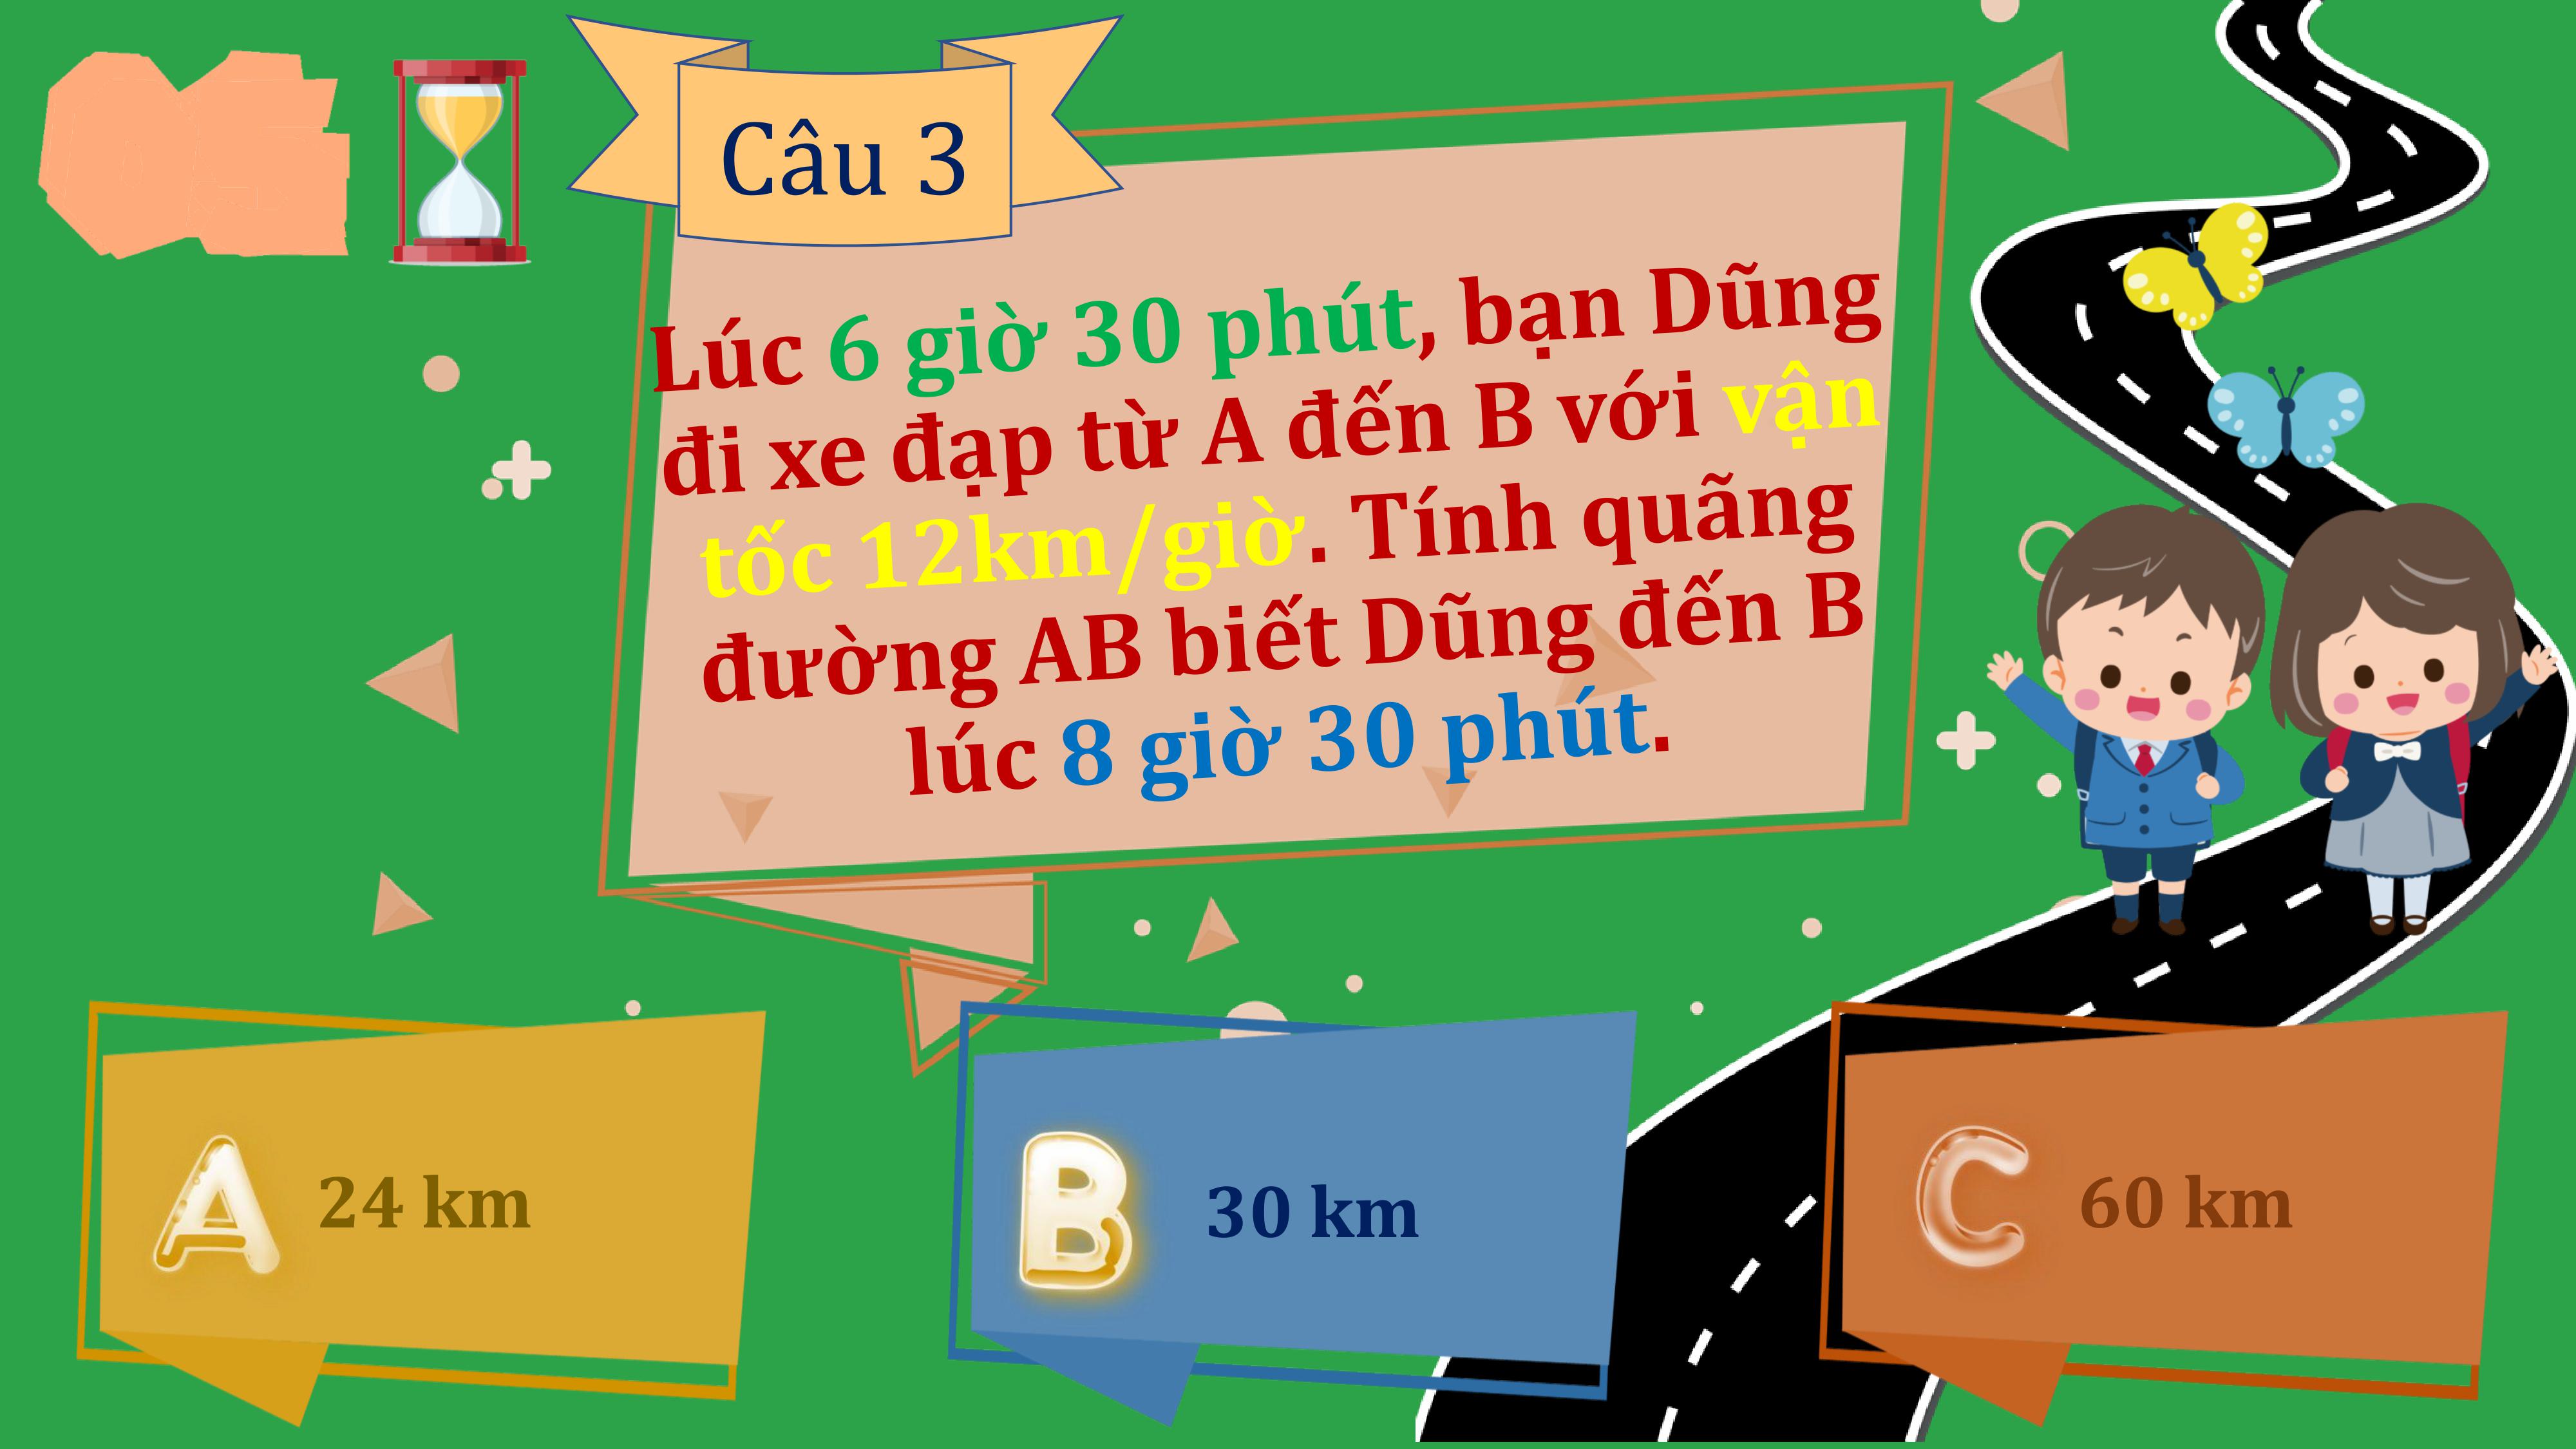 Câu 3
Lúc 6 giờ 30 phút, bạn Dũng
đi xe đạp từ A đến B với vận
tốc 12km/giờ. Tính quãng
đường AB biết Dũng đến B
lúc 8 giờ 30 phút.
A 24 km
B 30 km
C 60 km